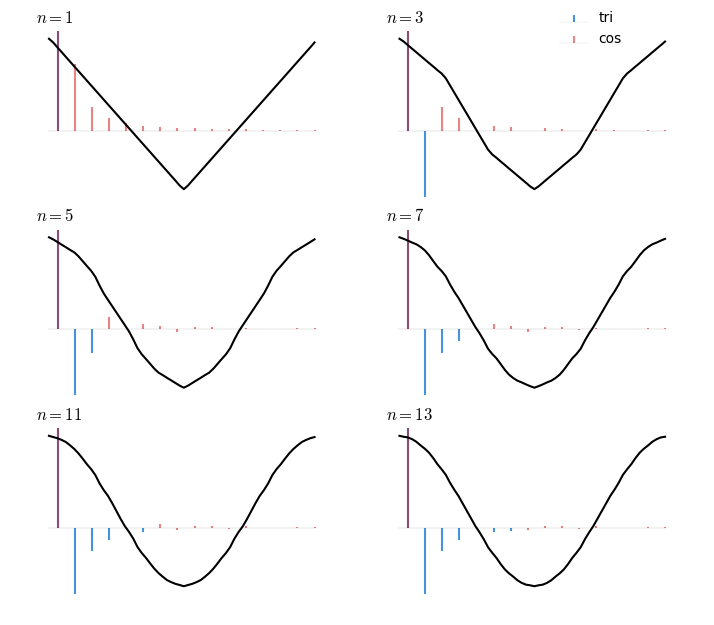 n = 1
n = 3
tri
cos
n = 5
n = 7
n = 11
n = 13